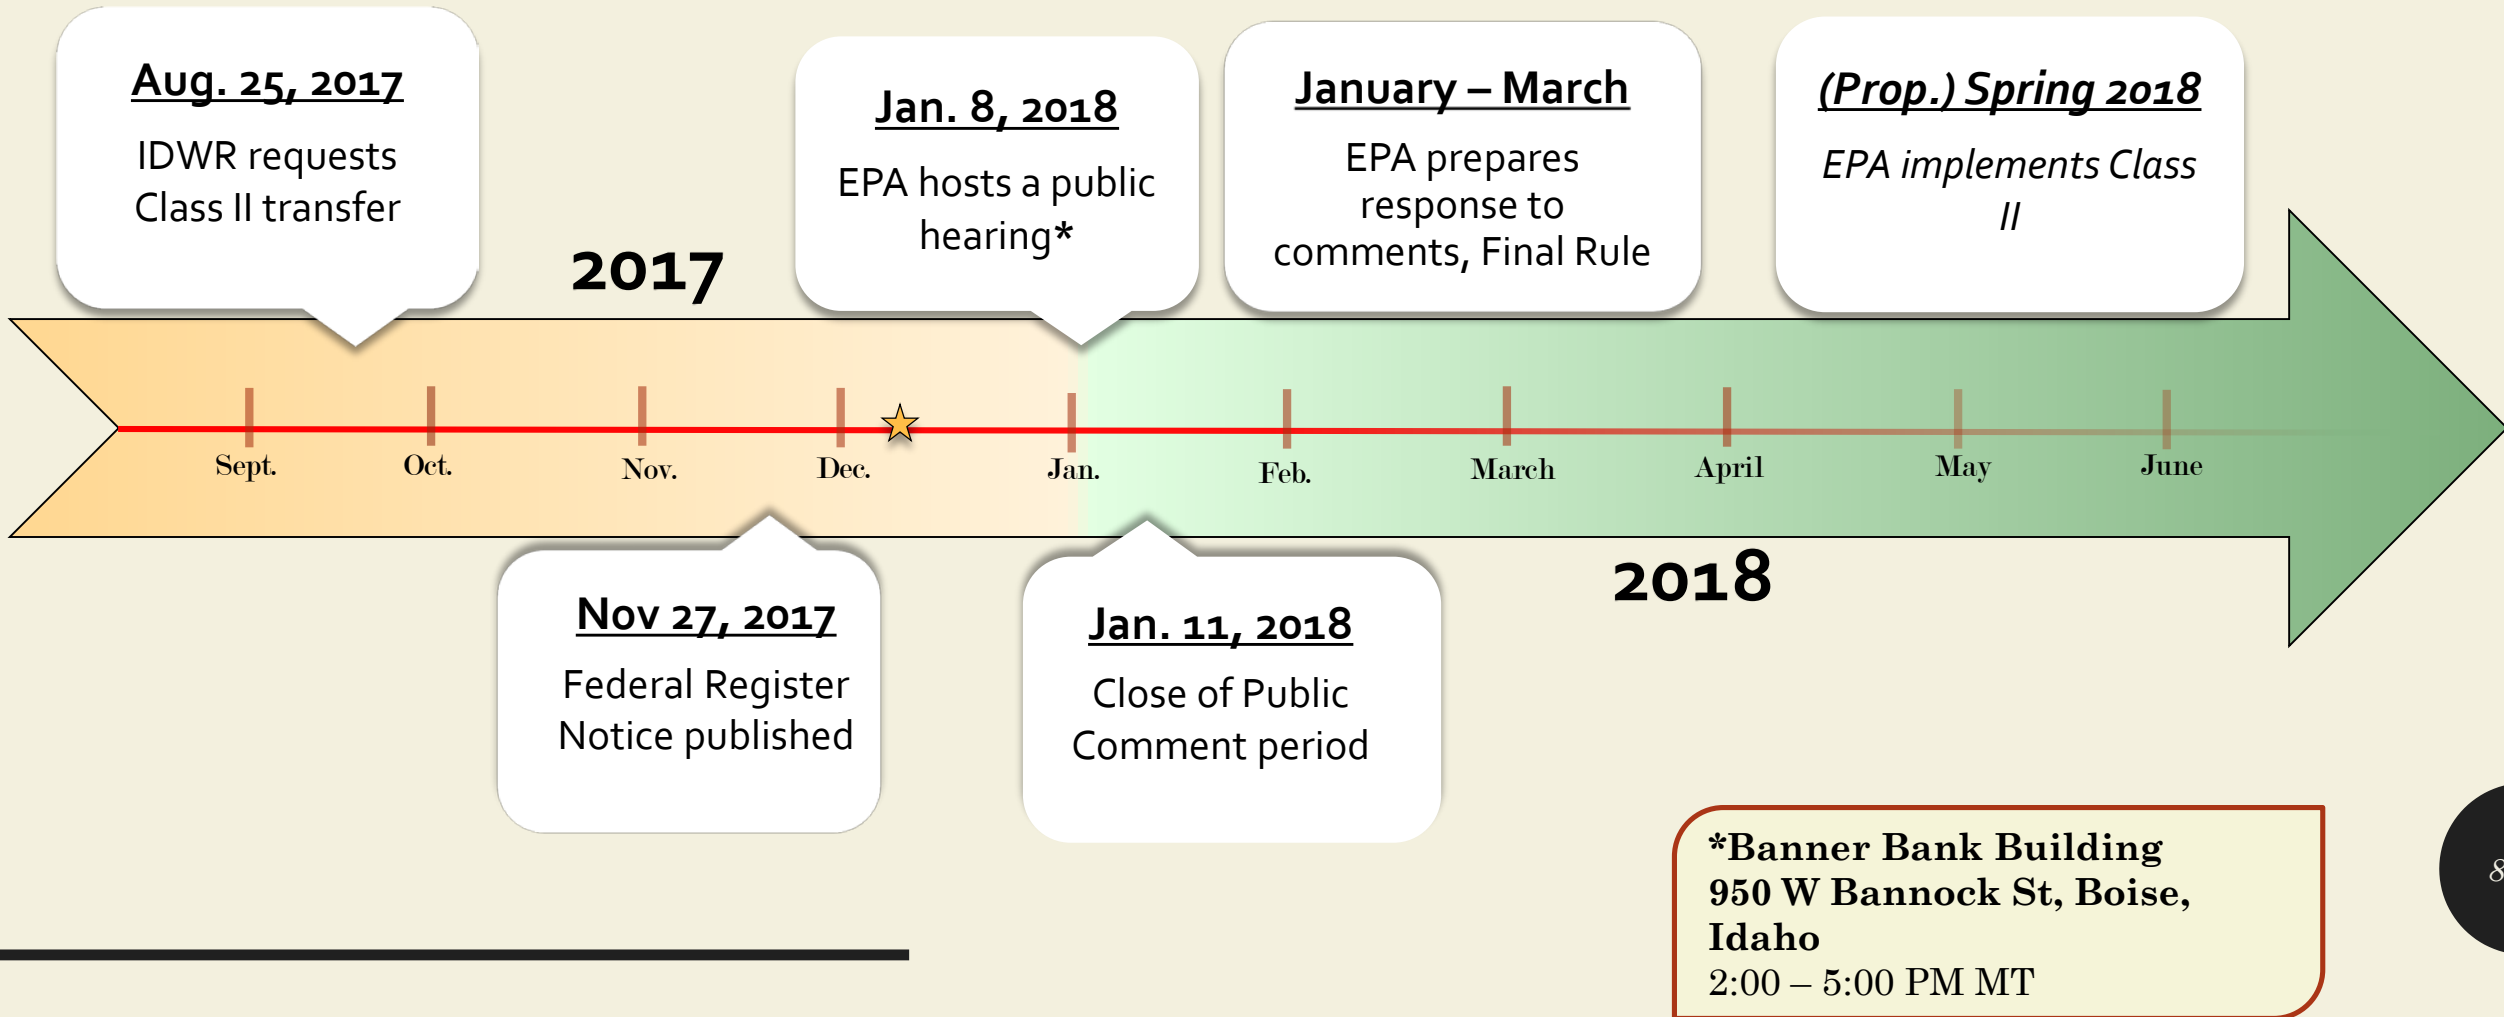 Aug. 25, 2017
IDWR requests
Class II transfer
2017
Jan. 8, 2018
EPA hosts a public
hearing*
January – March
EPA prepares
response to
comments, Final Rule
(Prop.) Spring 2018
EPA implements Class
II
Sept.
Oct.
Nov.
Dec.
Jan.
Feb.
March
April
May
June
Nov 27, 2017
Federal Register
Notice published
Jan. 11, 2018
Close of Public
Comment period
2018
*Banner Bank Building
950 W Bannock St, Boise,
Idaho
2:00 – 5:00 PM MT
8